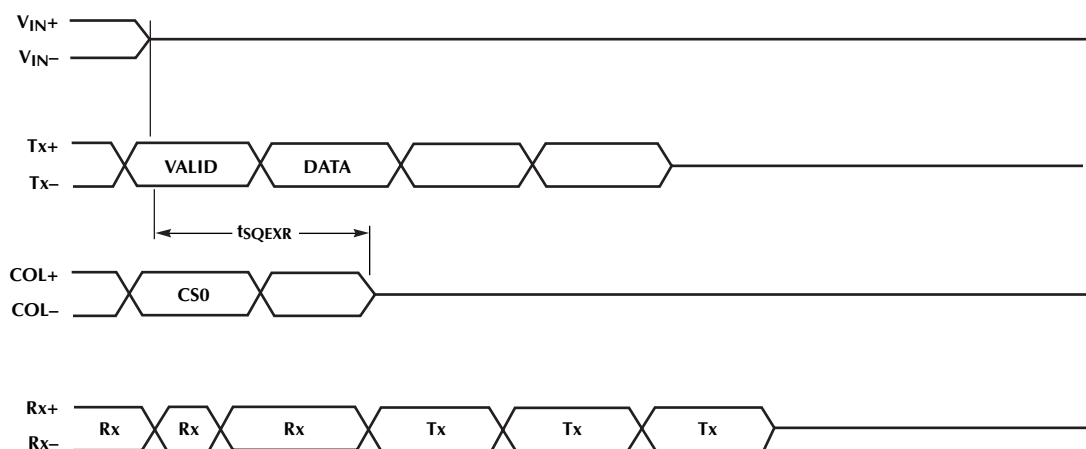 VIN+
VIN–
Tx+
VALID DATA
Tx–
tSQEXR
COL+
CS0
COL–
Rx+
Rx Rx Rx Tx Tx Tx
Rx–